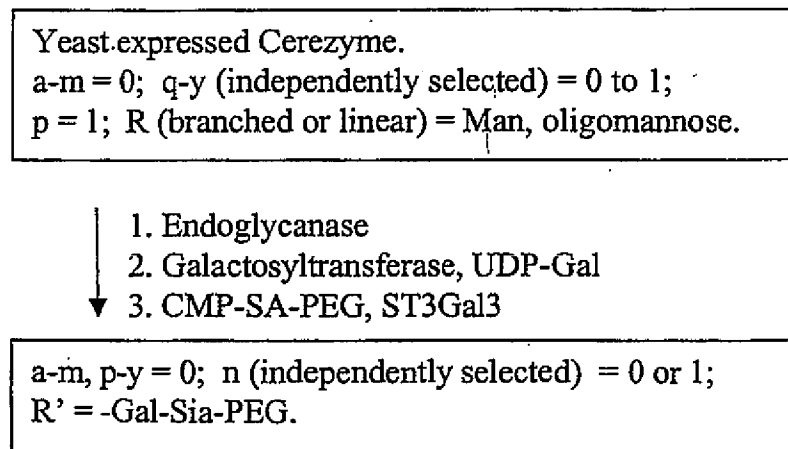 Yeast expressed Cerezyme.
a-m = 0; q-y (independently selected) = 0 to 1;
p = 1; R (branched or linear) = Man, oligomannose.
1. Endoglycanase
2. Galactosyltransferase, UDP-Gal
3. CMP-SA-PEG, ST3Gal3
a-m, p-y = 0; n (independently selected) = 0 or 1;
R' = -Gal-Sia-PEG.